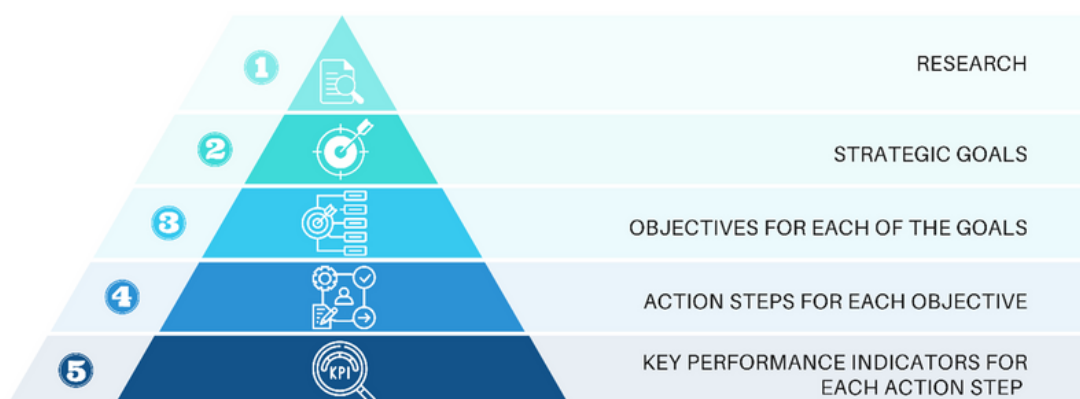 1
RESEARCH
2
STRATEGIC GOALS
3
OBJECTIVES FOR EACH OF THE GOALS
4
ACTION STEPS FOR EACH OBJECTIVE
5
KPI
KEY PERFORMANCE INDICATORS FOR
EACH ACTION STEP